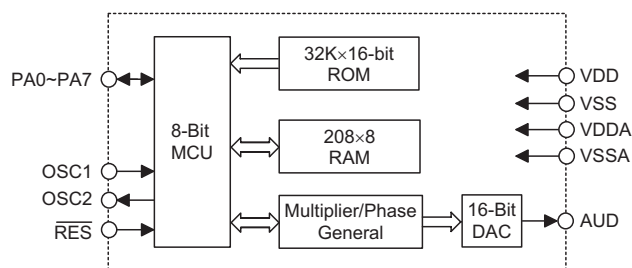 PA0~PA7
OSC1
OSC2
RES
8-Bit
MCU
32K×16-bit
ROM
208×8
RAM
Multiplier/Phase
General
16-Bit
DAC
VDD
VSS
VDDA
VSSA
AUD